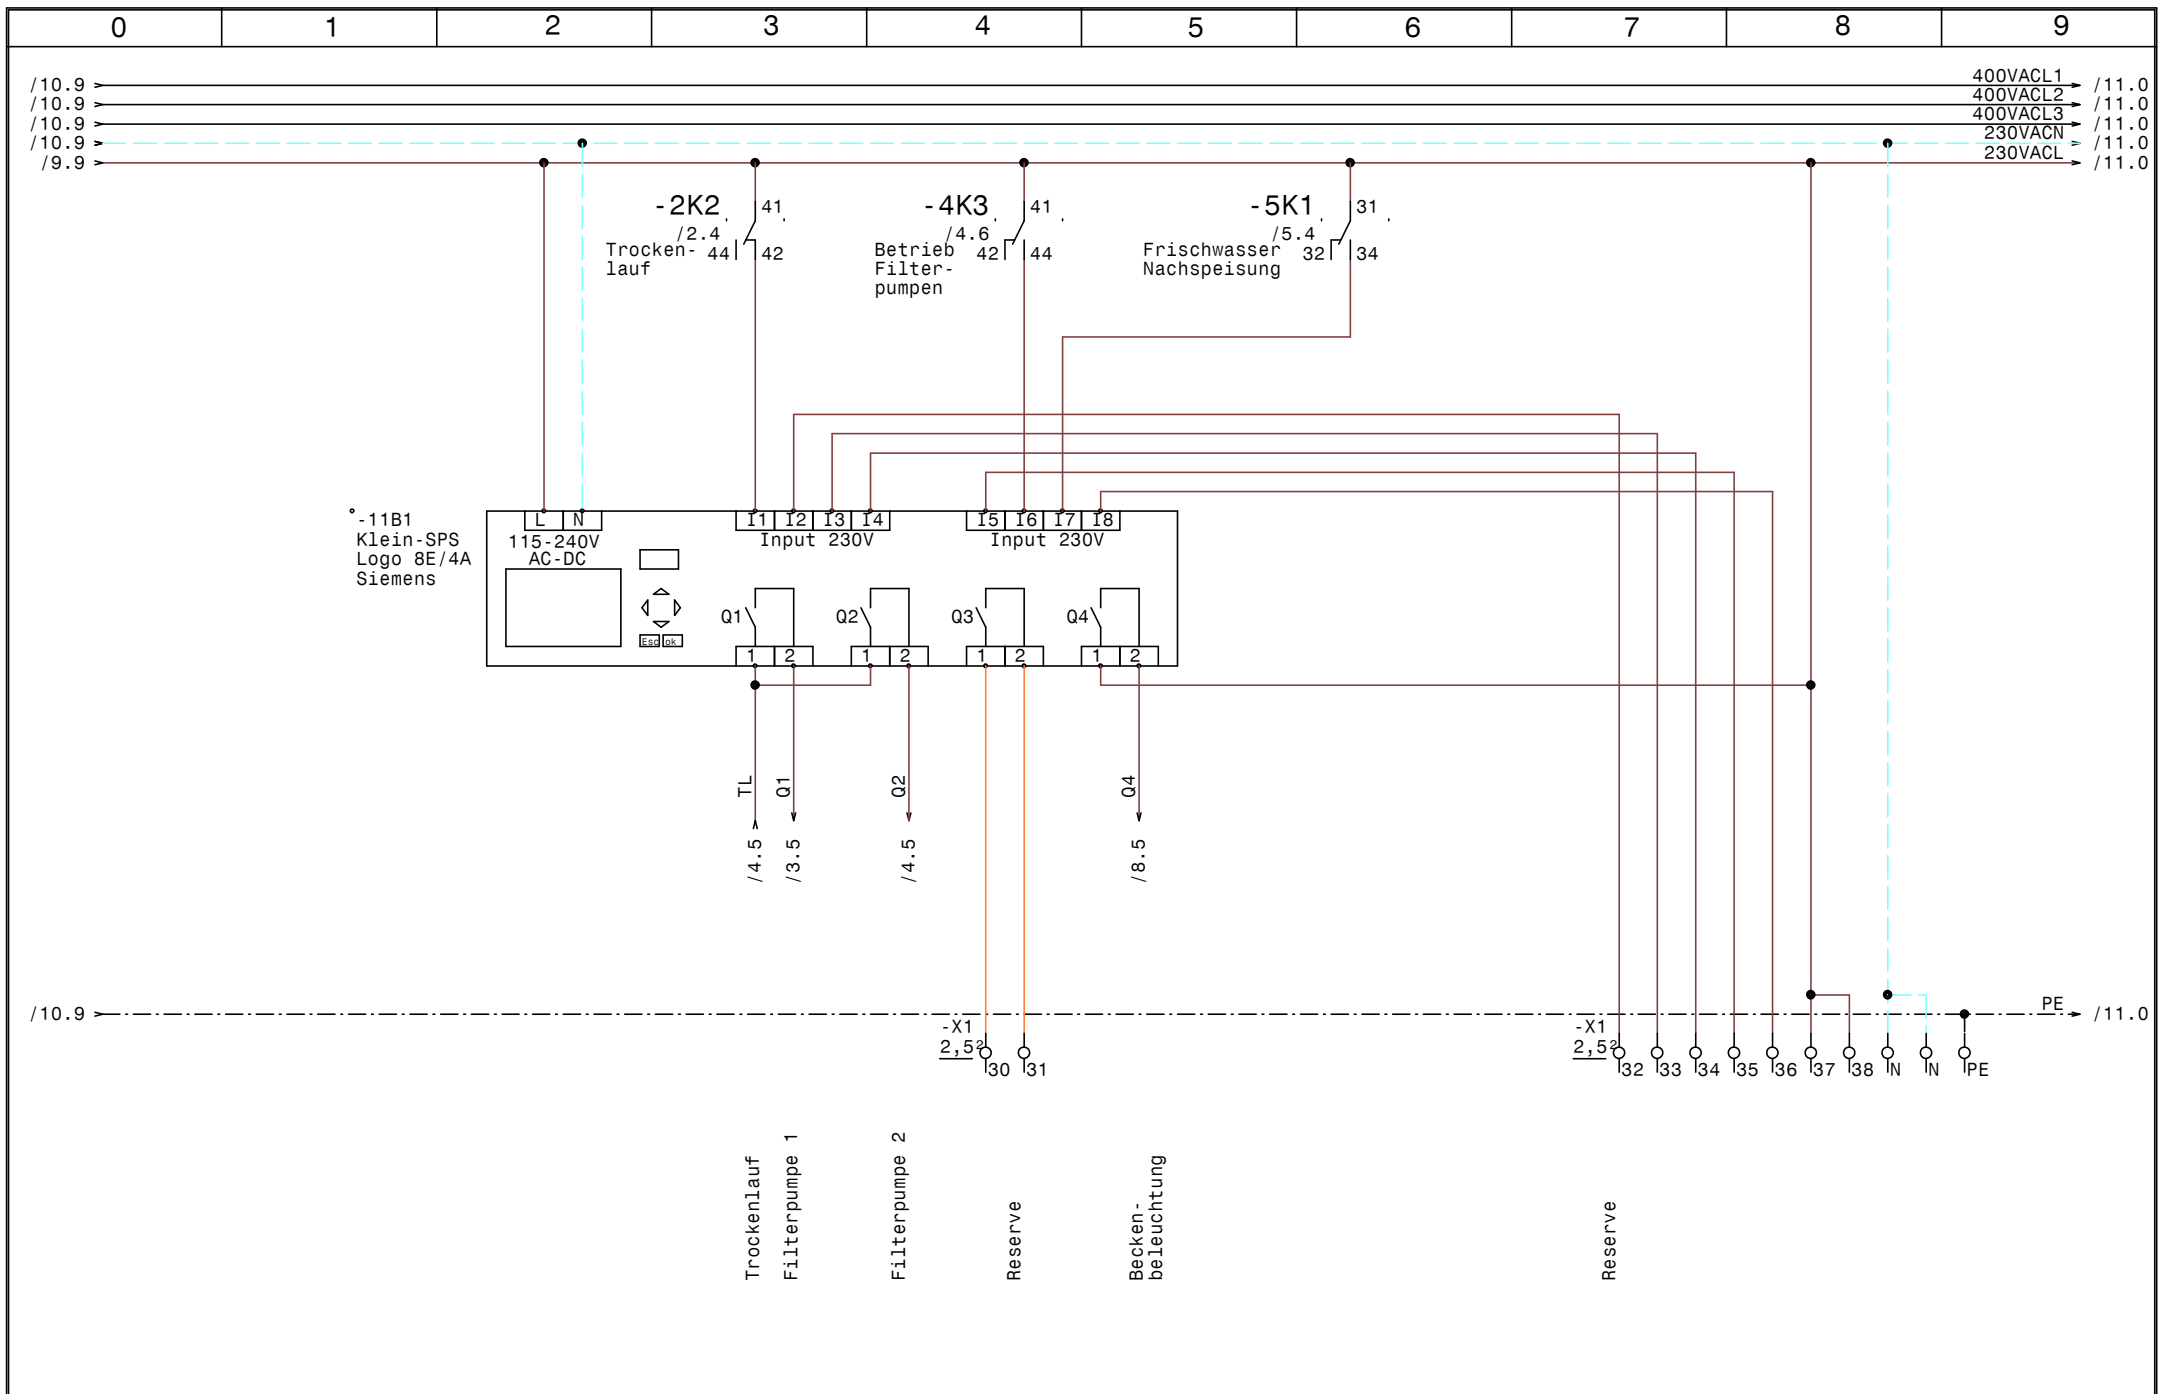 0 1 2 3 4 5 6 7 8 9
/10.9 400VACL1 /11.0
/10.9 400VACL2 /11.0
/10.9 400VACL3 /11.0
/10.9 230VACN /11.0
/9.9 230VACL /11.0
-2K2 41 -4K3 41 -5K1 31
/2.4 /4.6 /5.4
Trocken- 44 42 Betrieb 42 44 Frischwasser 32 34
lauf Filter- Nachspeisung
pumpen
-11B1 L N I1 I2 I3 I4 I5 I6 I7 I8
Klein-SPS 115-240V Input 230V Input 230V
Logo 8E/4A AC-DC
Siemens
Q1 Q2 Q3 Q4
Esc ok
1 2 1 2 1 2 1 2
TL Q1 Q2 Q4
/4.5 /3.5 /4.5 /8.5
/10.9 PE /11.0
-X1 -X1
2,5² 2,5²
30 31 32 33 34 35 36 37 38 N N PE
Trockenlauf
Filterpumpe 1
Filterpumpe 2
Reserve
Becken-
beleuchtung
Reserve